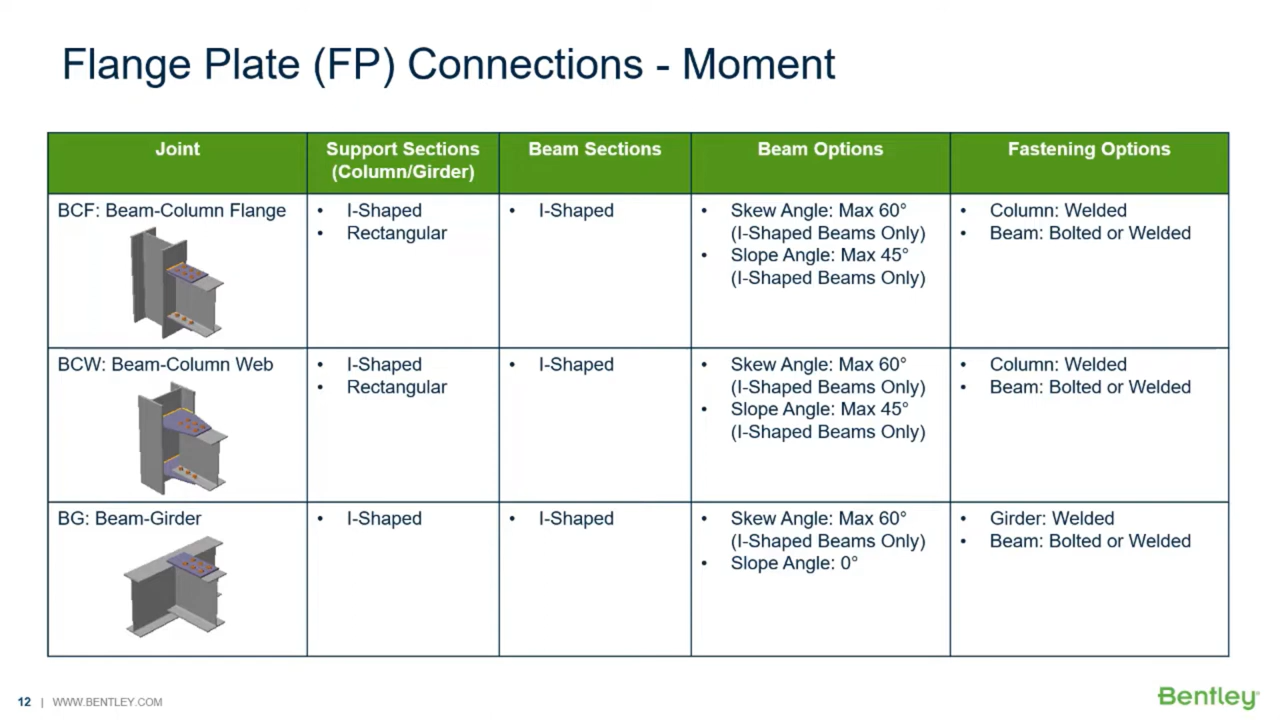 Flange Plate (FP) Connections - Moment
Joint
Support Sections
(Column/Girder)
Beam Sections
Beam Options
Fastening Options
BCF: Beam-Column Flange
• I-Shaped
• Rectangular
• I-Shaped
• Skew Angle: Max 60°
(I-Shaped Beams Only)
• Slope Angle: Max 45°
(I-Shaped Beams Only)
• Column: Welded
• Beam: Bolted or Welded
BCW: Beam-Column Web
• I-Shaped
• Rectangular
• I-Shaped
• Skew Angle: Max 60°
(I-Shaped Beams Only)
• Slope Angle: Max 45°
(I-Shaped Beams Only)
• Column: Welded
• Beam: Bolted or Welded
BG: Beam-Girder
• I-Shaped
• I-Shaped
• Skew Angle: Max 60°
(I-Shaped Beams Only)
• Slope Angle: 0°
• Girder: Welded
• Beam: Bolted or Welded
12 | WWW.BENTLEY.COM
Bentley